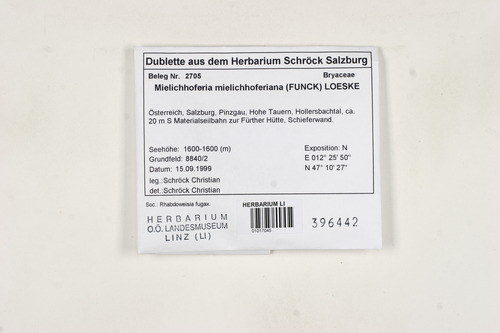 Dublette aus dem Herbarium Schröck Salzburg
Beleg Nr. 2705 Bryaceae
Mielichhoferia mielichhoferiana (FUNCK) LOESKE
Österreich, Salzburg, Pinzgau, Hohe Tauern, Hollersbachtal, ca.
20 m S Materialseilbahn zur Fürther Hütte, Schieferwand.
Seehöhe: 1600-1600 (m) Exposition: N
Grundfeld: 8840/2 E 012° 25' 50''
Datum: 15.09.1999 N 47° 10' 27''
leg.:Schröck Christian
det.:Schröck Christian
Soc.: Rhabdoweisia fugax.
HERBARIUM LI
HERBARIUM
O.Ö. LANDESMUSEUM
LINZ (LI)
01017045
396442